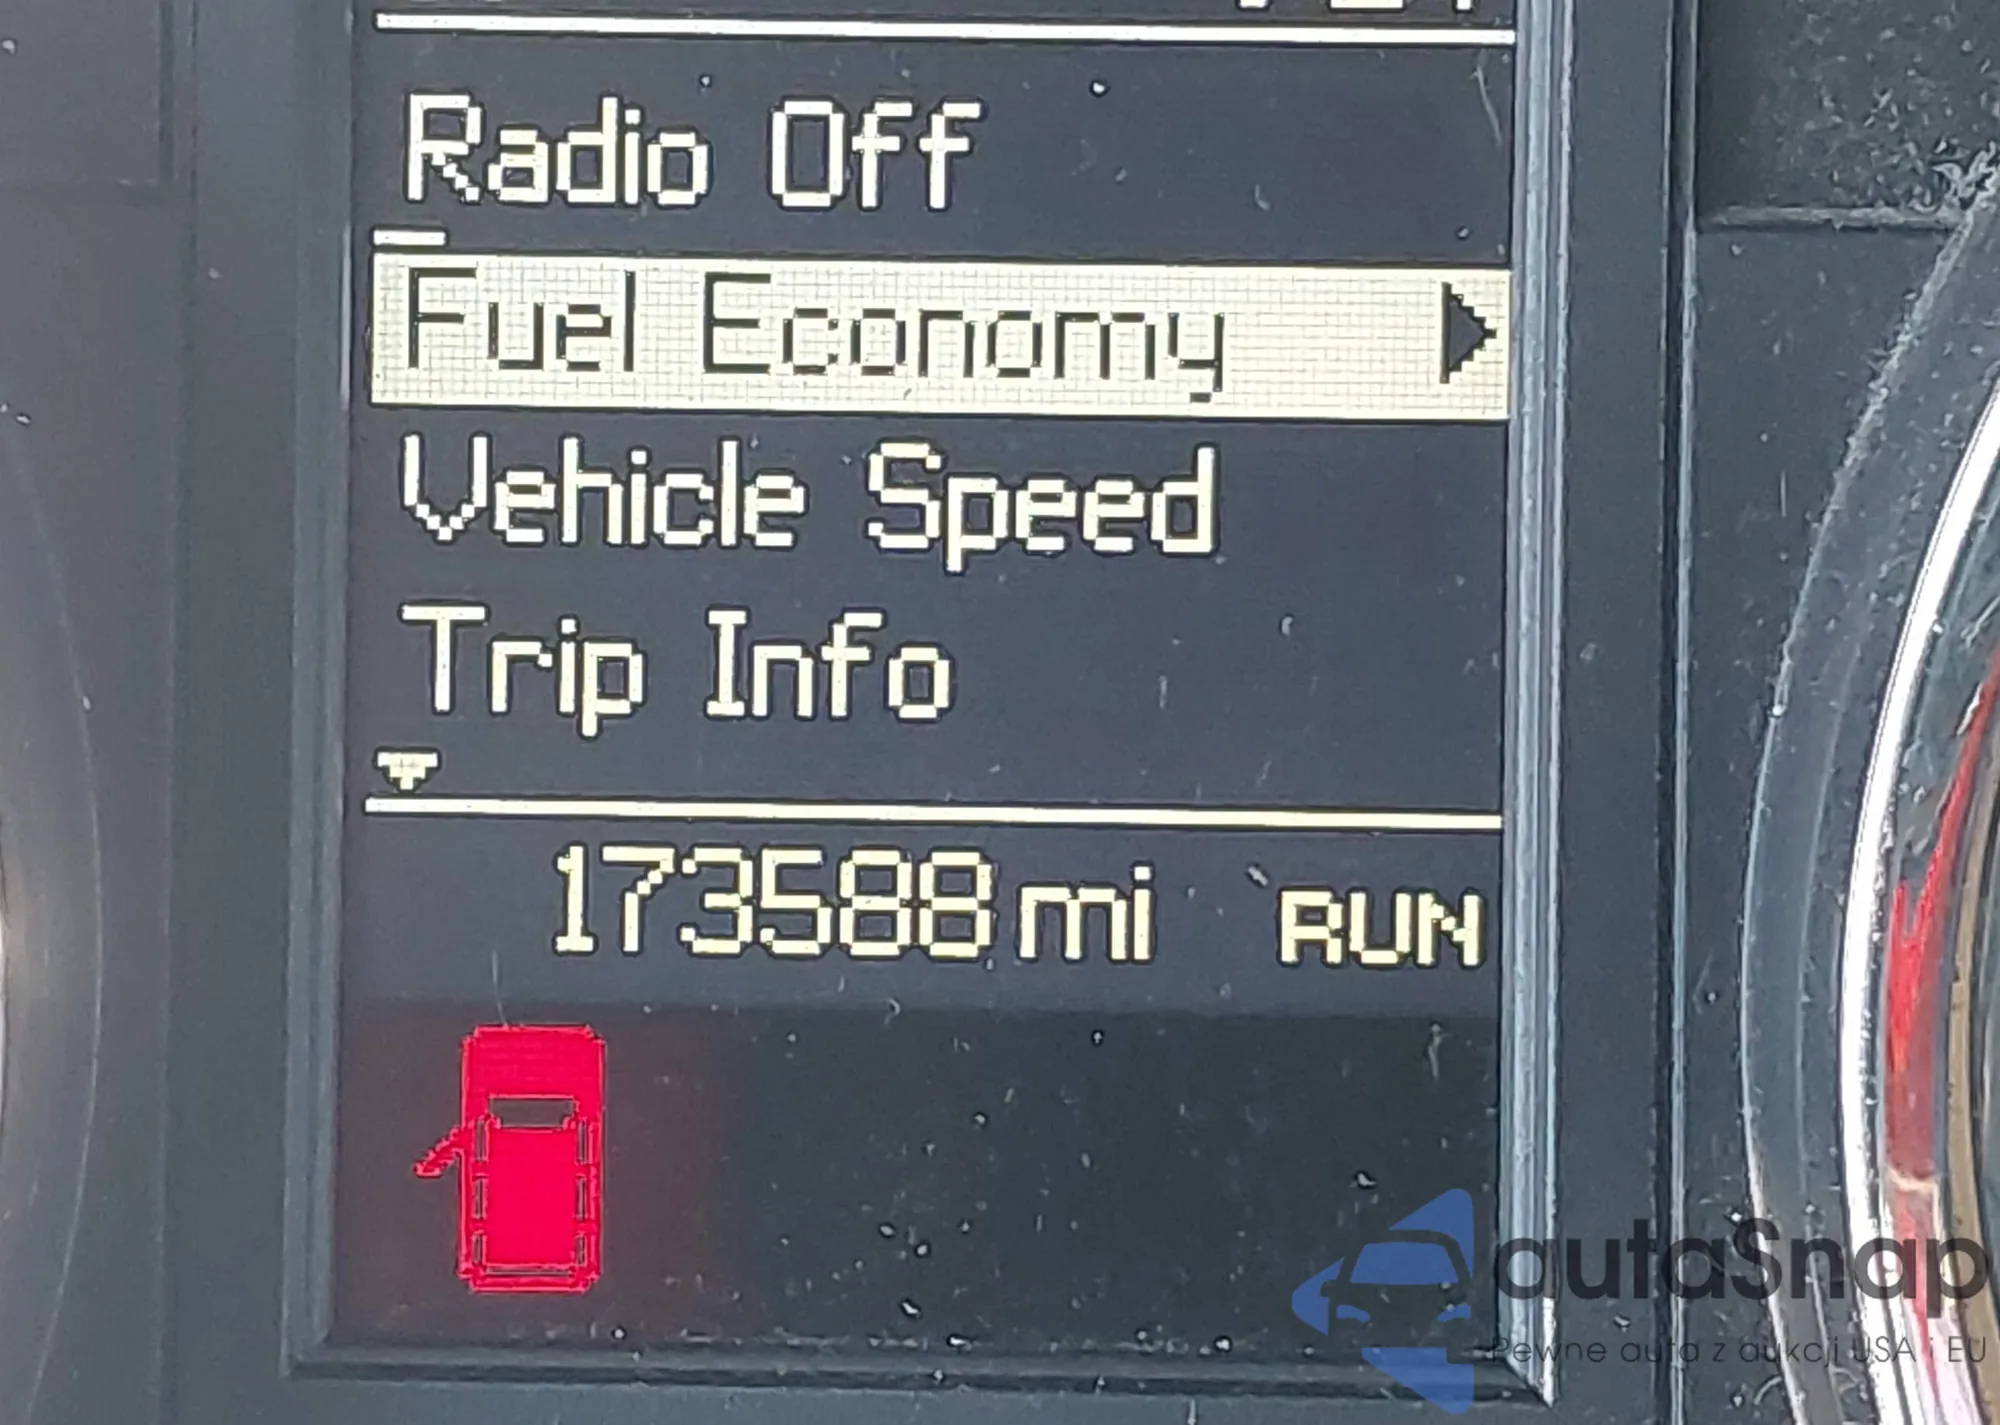 Radio Off
Fuel Economy
Vehicle Speed
Trip Info
173588 mi RUN
autaSnap
Pewne auta z aukcji USA i EU